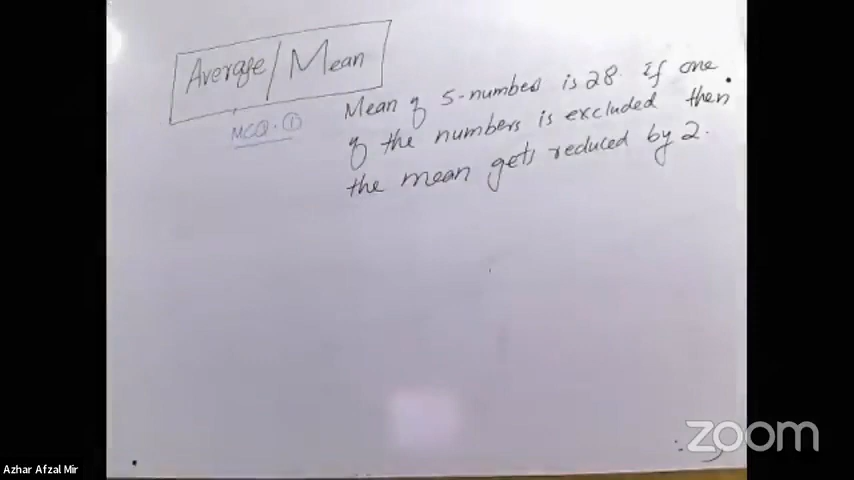 Average/Mean
MCQ.①
Mean of 5-numbes is 28. If one
of the numbers is excluded then
the mean gets reduced by 2.
zoom
Azhar Afzal Mir